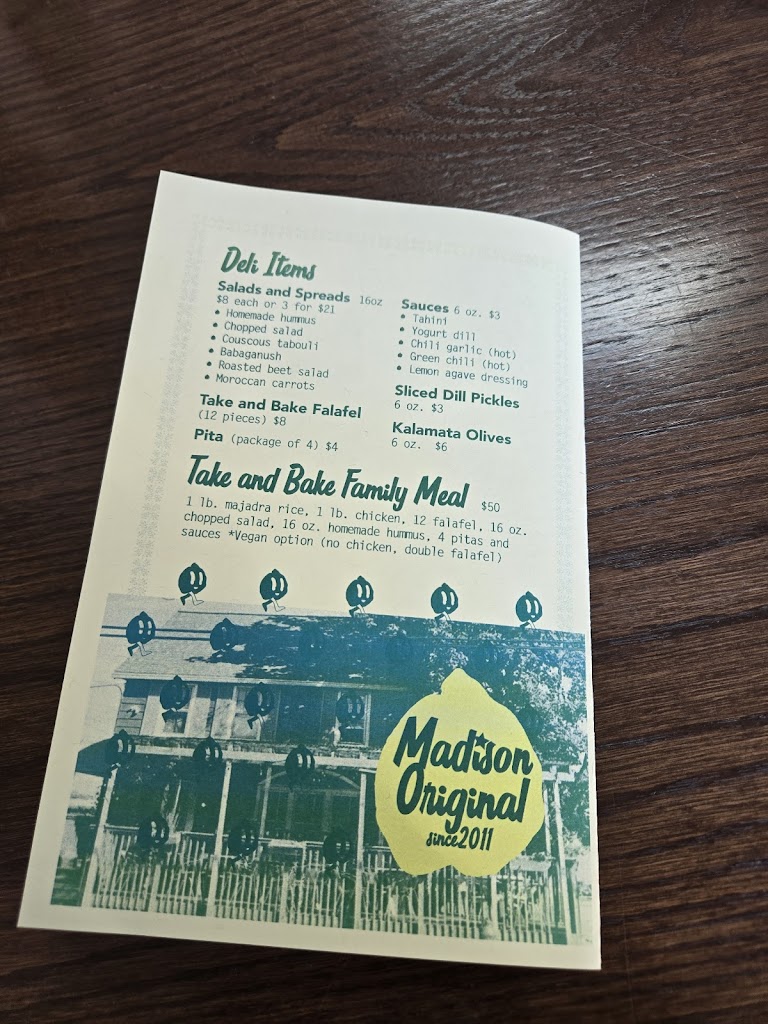 Deli Items
Salads and Spreads 16oz
$8 each or 3 for $21
• Homemade hummus
• Chopped salad
• Couscous tabouli
• Babaganush
• Roasted beet salad
• Moroccan carrots
Take and Bake Falafel
(12 pieces) $8
Pita (package of 4) $4
Sauces 6 oz. $3
• Tahini
• Yogurt dill
• Chili garlic (hot)
• Green chili (hot)
• Lemon agave dressing
Sliced Dill Pickles
6 oz. $3
Kalamata Olives
6 oz. $6
Take and Bake Family Meal $50
1 lb. majadra rice, 1 lb. chicken, 12 falafel, 16 oz.
chopped salad, 16 oz. homemade hummus, 4 pitas and
sauces *Vegan option (no chicken, double falafel)
Madison
Original
since 2011